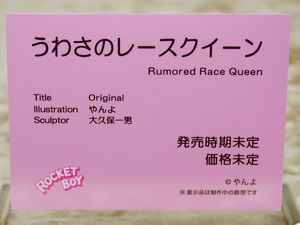 うわさのレースクイーン
Rumored Race Queen
Title Original
Illustration やんよ
Sculptor 大久保一男
発売時期未定
価格未定
ROCKET BOY
©やんよ
※展示品は制作中の原型です